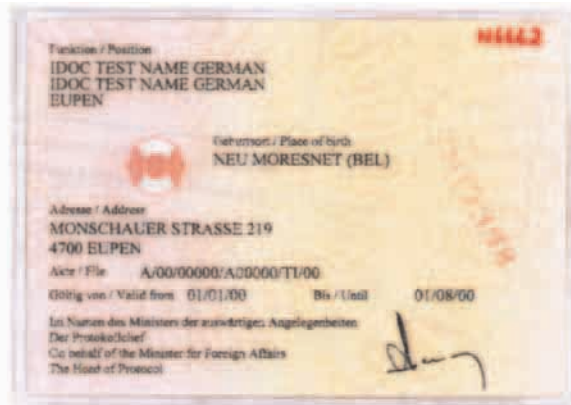 Funktion / Position
IDOC TEST NAME GERMAN
IDOC TEST NAME GERMAN
EUPEN
Geburtsort / Place of birth
NEU MORESNET (BEL)
Adresse / Address
MONSCHAUER STRASSE 219
4700 EUPEN
Akte / File A/00/00000/A00000/TI/00
Gültig von / Valid from 01/01/00 Bis / Until 01/08/00
Im Namen des Ministers der auswärtigen Angelegenheiten
Der Protokollchef
On behalf of the Minister for Foreign Affairs
The Head of Protocol